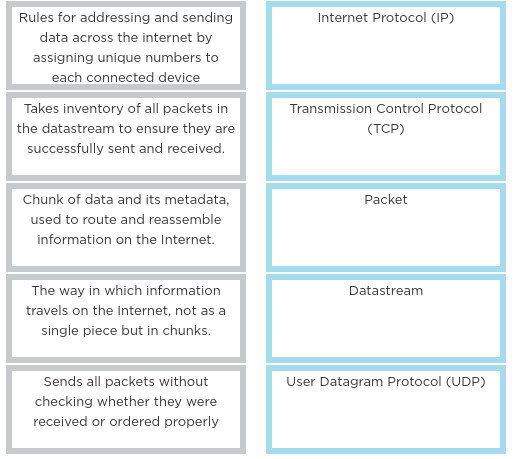 Rules for addressing and sending
data across the internet by
assigning unique numbers to
each connected device
Internet Protocol (IP)
Takes inventory of all packets in
the datastream to ensure they are
successfully sent and received.
Transmission Control Protocol
(TCP)
Chunk of data and its metadata,
used to route and reassemble
information on the Internet.
Packet
The way in which information
travels on the Internet, not as a
single piece but in chunks.
Datastream
Sends all packets without
checking whether they were
received or ordered properly
User Datagram Protocol (UDP)